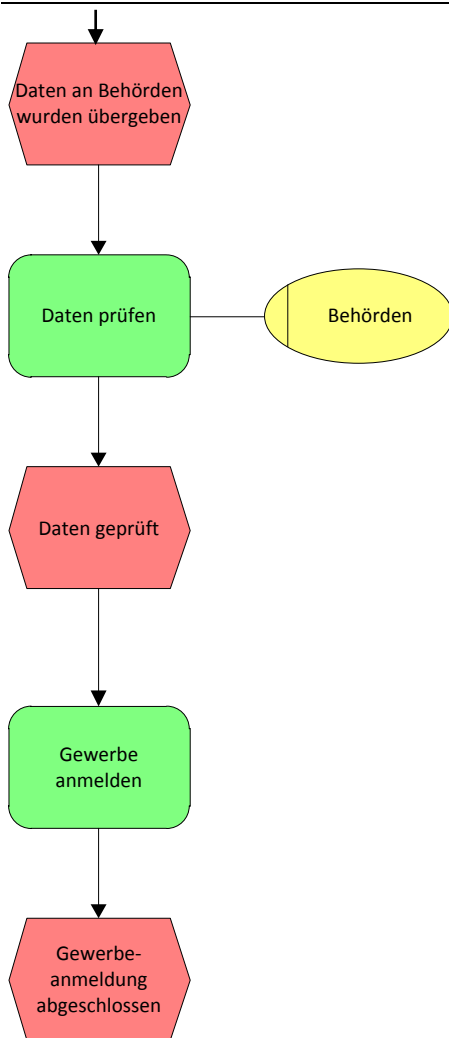 Daten an Behörden
wurden übergeben
Daten prüfen
Behörden
Daten geprüft
Gewerbe
anmelden
Gewerbe-
anmeldung
abgeschlossen